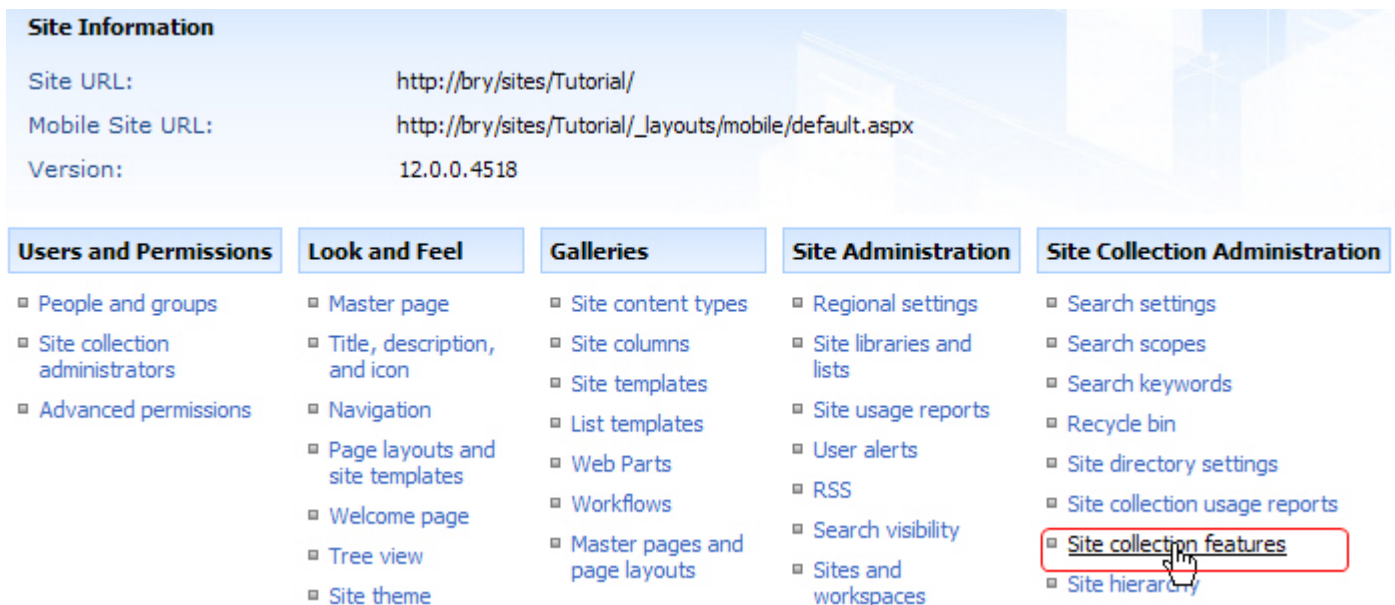 Site Information
Site URL: http://bry/sites/Tutorial/
Mobile Site URL: http://bry/sites/Tutorial/_layouts/mobile/default.aspx
Version: 12.0.0.4518
Users and Permissions
People and groups
Site collection
administrators
Advanced permissions
Look and Feel
Master page
Title, description,
and icon
Navigation
Page layouts and
site templates
Welcome page
Tree view
Site theme
Galleries
Site content types
Site columns
Site templates
List templates
Web Parts
Workflows
Master pages and
page layouts
Site Administration
Regional settings
Site libraries and
lists
Site usage reports
User alerts
RSS
Search visibility
Sites and
workspaces
Site Collection Administration
Search settings
Search scopes
Search keywords
Recycle bin
Site directory settings
Site collection usage reports
Site collection features
Site hierarchy